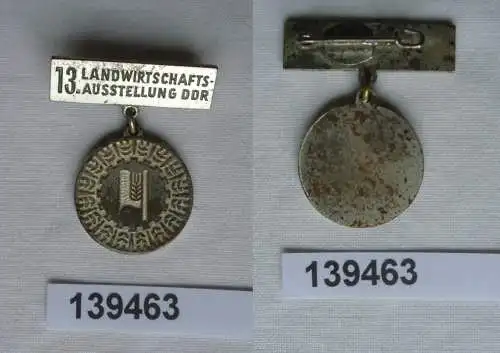 13. LANDWIRTSCHAFTS-
AUSSTELLUNG DDR
139463
139463